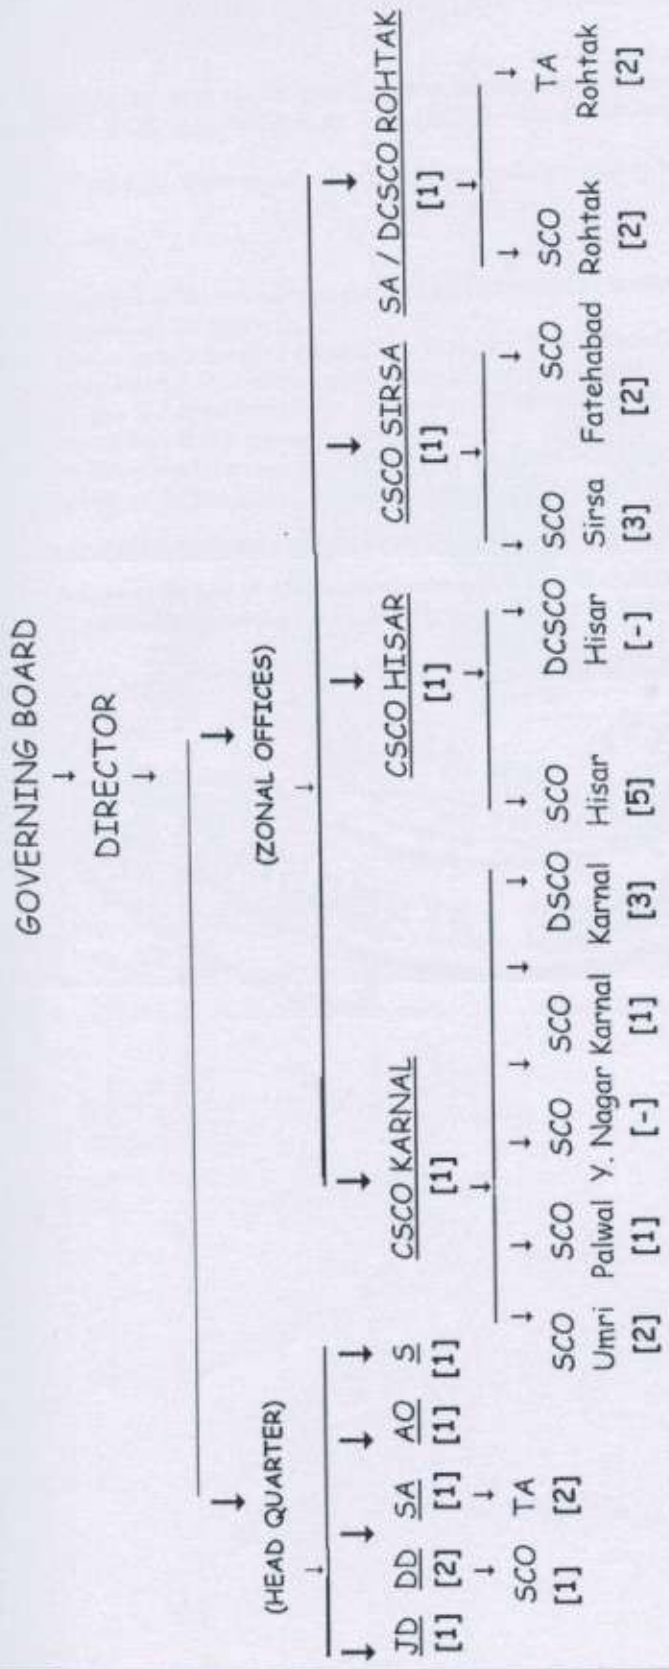 GOVERNING BOARD
DIRECTOR
(HEAD QUARTER) (ZONAL OFFICES)
JD DD SA AO S CSCO KARNAL CSCO HISAR CSCO SIRSA SA / DCSCO ROHTAK
[1] [2] [1] [1] [1] [1] [1] [1] [1]
SCO TA SCO SCO SCO SCO DSCO SCO DCSCO SCO SCO SCO TA
[1] [2] Umri Palwal Y. Nagar Karnal Karnal Hisar Hisar Sirsa Fatehabad Rohtak Rohtak
[2] [1] [-] [1] [3] [5] [-] [3] [2] [2] [2]